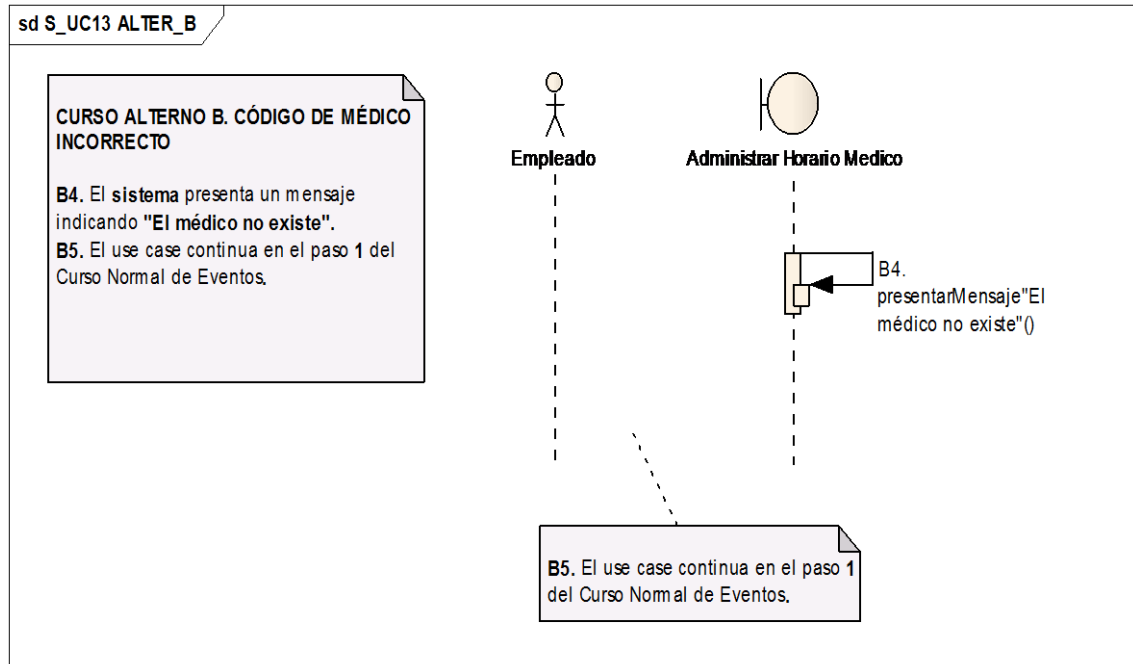 sd S_UC13 ALTER_B
CURSO ALTERNO B. CÓDIGO DE MÉDICO
INCORRECTO
B4. El sistema presenta un mensaje
indicando "El médico no existe".
B5. El use case continua en el paso 1 del
Curso Normal de Eventos.
Empleado
Administrar Horario Medico
B4.
presentarMensaje"El
médico no existe"()
B5. El use case continua en el paso 1
del Curso Normal de Eventos.